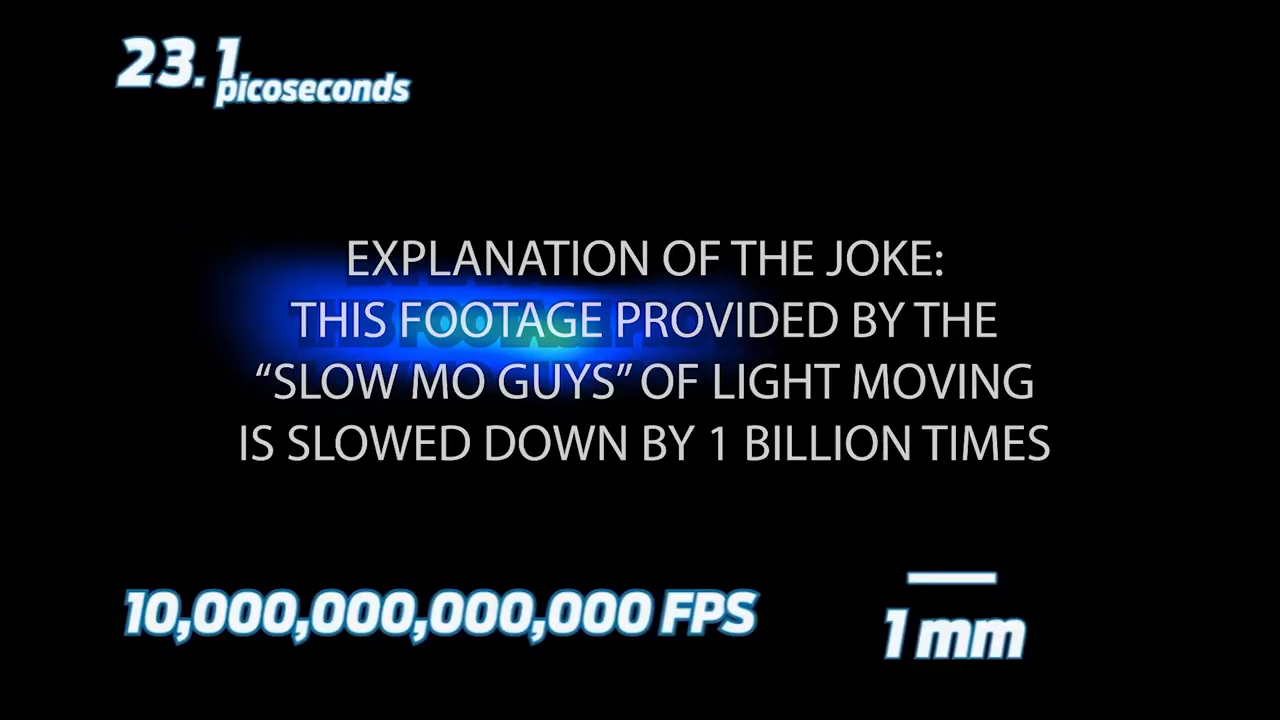 23.1
picoseconds
EXPLANATION OF THE JOKE:
THIS FOOTAGE PROVIDED BY THE
“SLOW MO GUYS” OF LIGHT MOVING
IS SLOWED DOWN BY 1 BILLION TIMES
10,000,000,000,000 FPS
1 mm